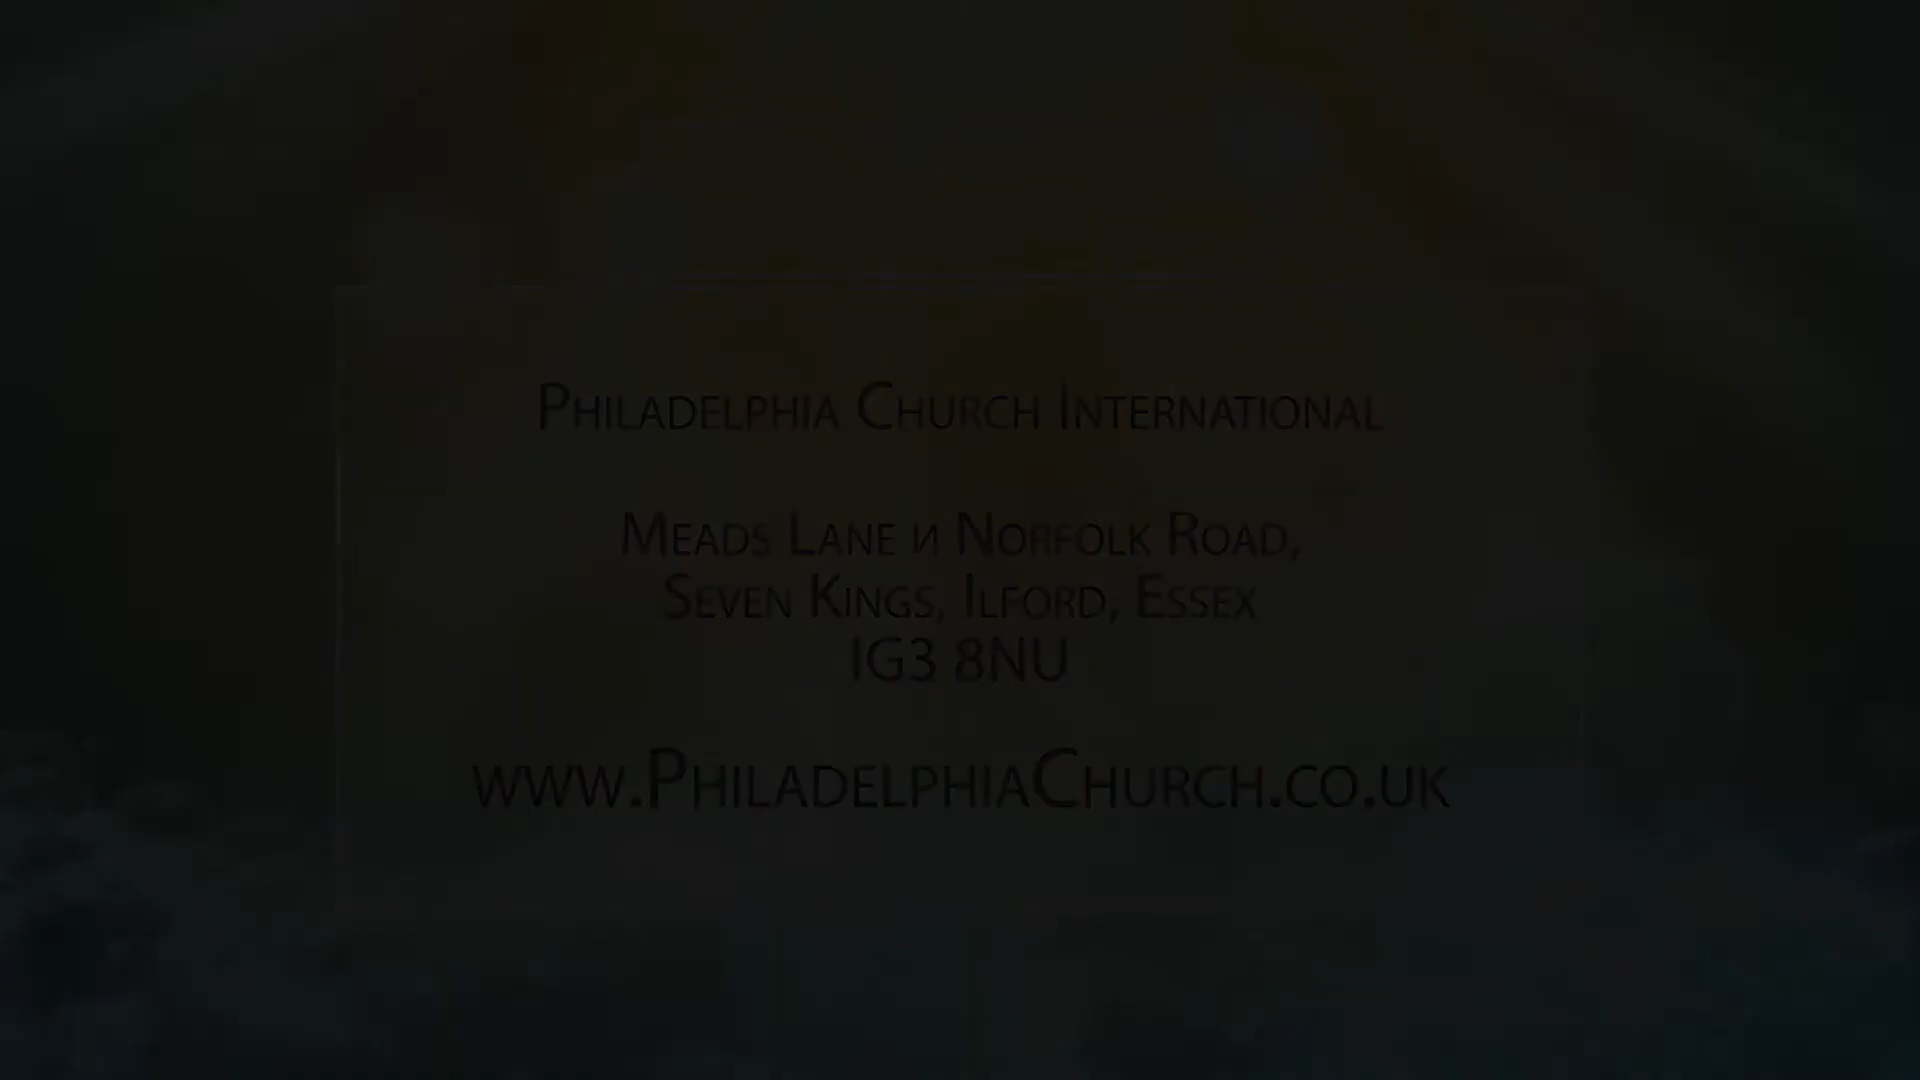 Philadelphia Church International
Meads Lane и Norfolk Road,
Seven Kings, Ilford, Essex
IG3 8NU
www.PhiladelphiaChurch.co.uk